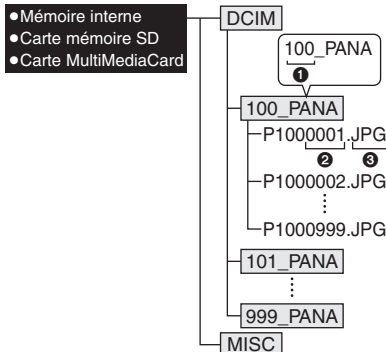 ●Mémoire interne
●Carte mémoire SD
●Carte MultiMediaCard
DCIM
100_PANA
❶
100_PANA
P1000001.JPG
❷ ❸
P1000002.JPG
P1000999.JPG
101_PANA
999_PANA
MISC